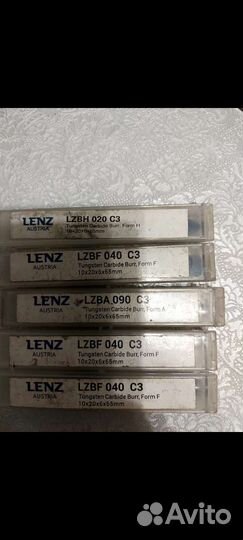 LENZ
AUSTRIA
LZBH 020 C3
Tungsten Carbide Burr, Form H
LENZ
AUSTRIA
LZBF 040 C3
Tungsten Carbide Burr, Form F
10x20x6x65mm
LENZ
AUSTRIA
LZBA 090 C3
Tungsten Carbide Burr, Form A
10x20x6x65mm
LENZ
AUSTRIA
LZBF 040 C3
Tungsten Carbide Burr, Form F
10x20x6x65mm
LENZ
AUSTRIA
LZBF 040 C3
Tungsten Carbide Burr, Form F
10x20x6x65mm
Avito